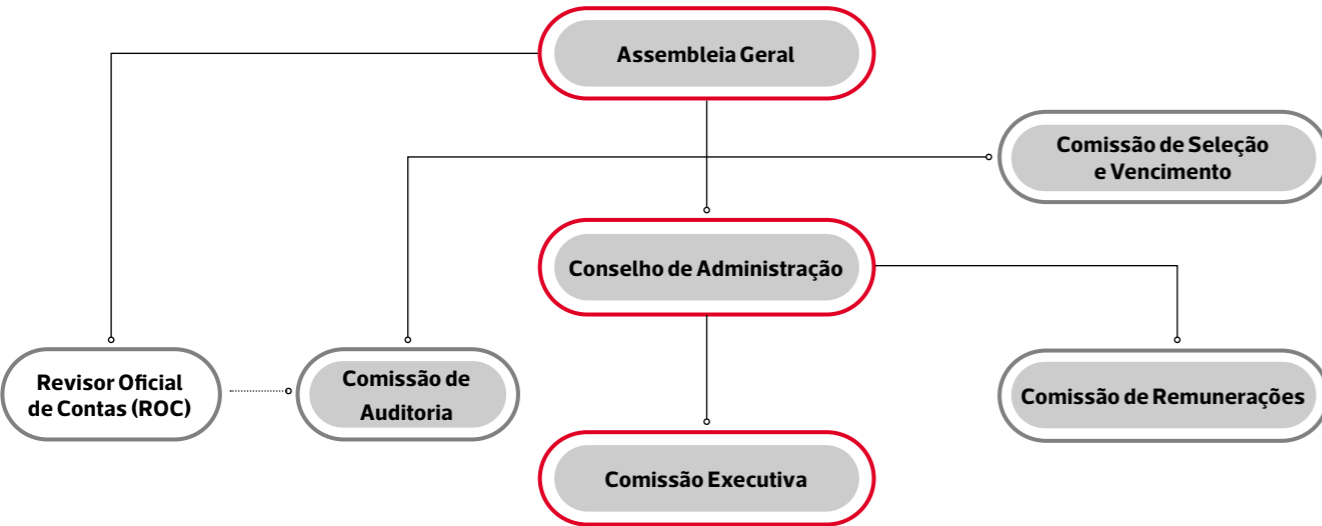 Assembleia Geral
Comissão de Seleção
e Vencimento
Conselho de Administração
Revisor Oficial
de Contas (ROC)
Comissão de
Auditoria
Comissão de Remunerações
Comissão Executiva